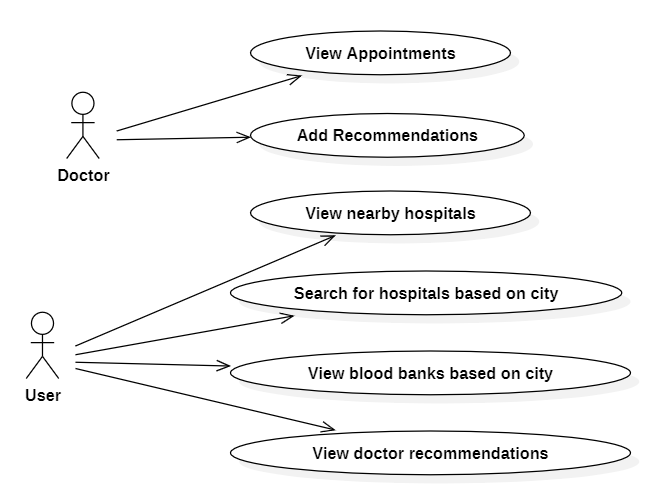 View Appointments
Add Recommendations
Doctor
View nearby hospitals
Search for hospitals based on city
View blood banks based on city
User
View doctor recommendations